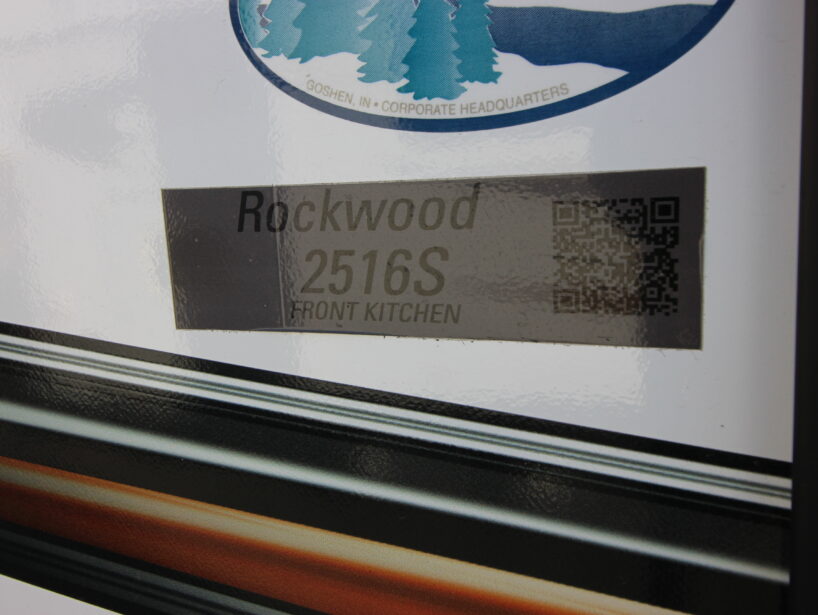 GOSHEN, IN • CORPORATE HEADQUARTERS
Rockwood
2516S
FRONT KITCHEN